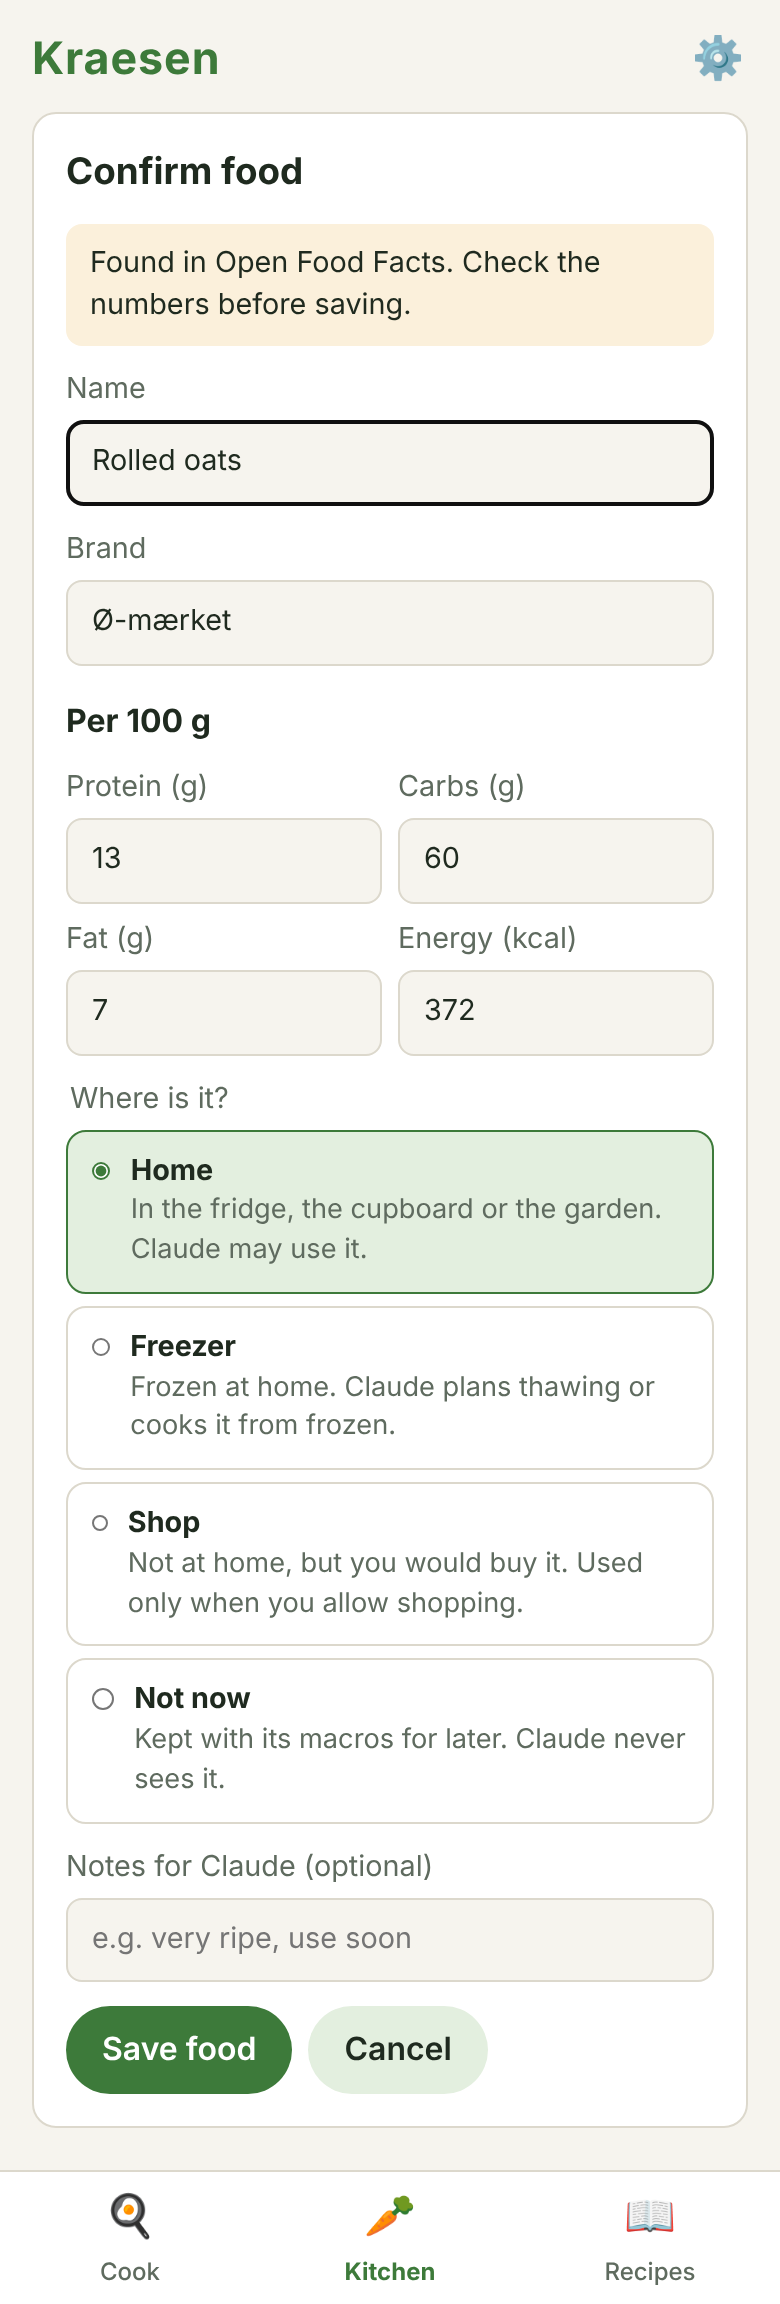 Kraesen
Confirm food
Found in Open Food Facts. Check the
numbers before saving.
Name
Rolled oats
Brand
Ø-mærket
Per 100 g
Protein (g)
Carbs (g)
13
60
Fat (g)
Energy (kcal)
7
372
Where is it?
Home
In the fridge, the cupboard or the garden.
Claude may use it.
Freezer
Frozen at home. Claude plans thawing or
cooks it from frozen.
Shop
Not at home, but you would buy it. Used
only when you allow shopping.
Not now
Kept with its macros for later. Claude never
sees it.
Notes for Claude (optional)
e.g. very ripe, use soon
Save food
Cancel
Cook
Kitchen
Recipes